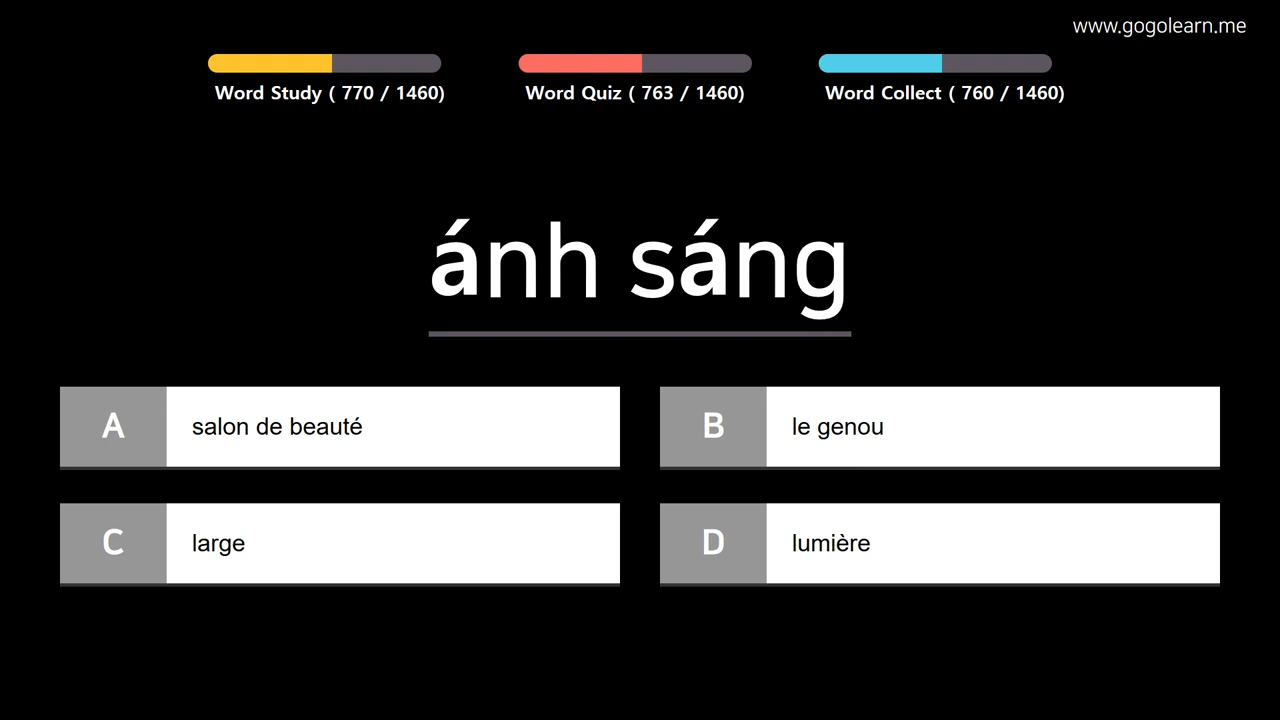 www.gogolearn.me
Word Study ( 770 / 1460)
Word Quiz ( 763 / 1460)
Word Collect ( 760 / 1460)
ánh sáng
A salon de beauté
B le genou
C large
D lumière